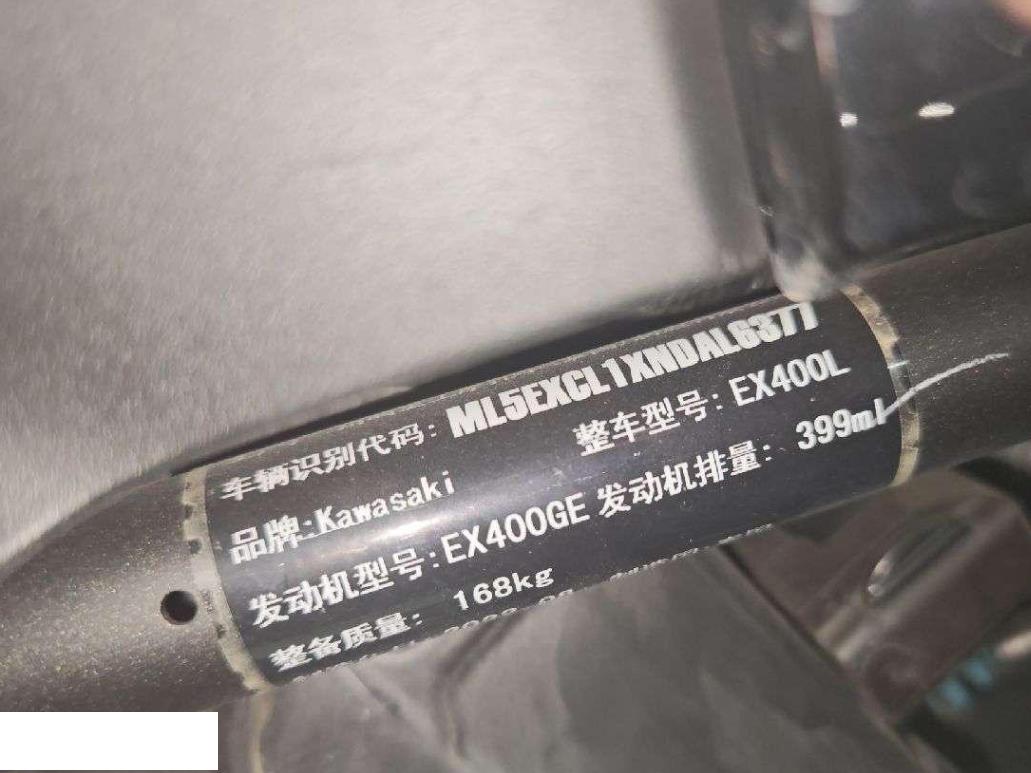 车辆识别代码: ML5EXCL1XNDAL6377
品牌:Kawasaki 整车型号: EX400L
发动机型号:EX400GE 发动机排量: 399ml
整备质量: 168kg